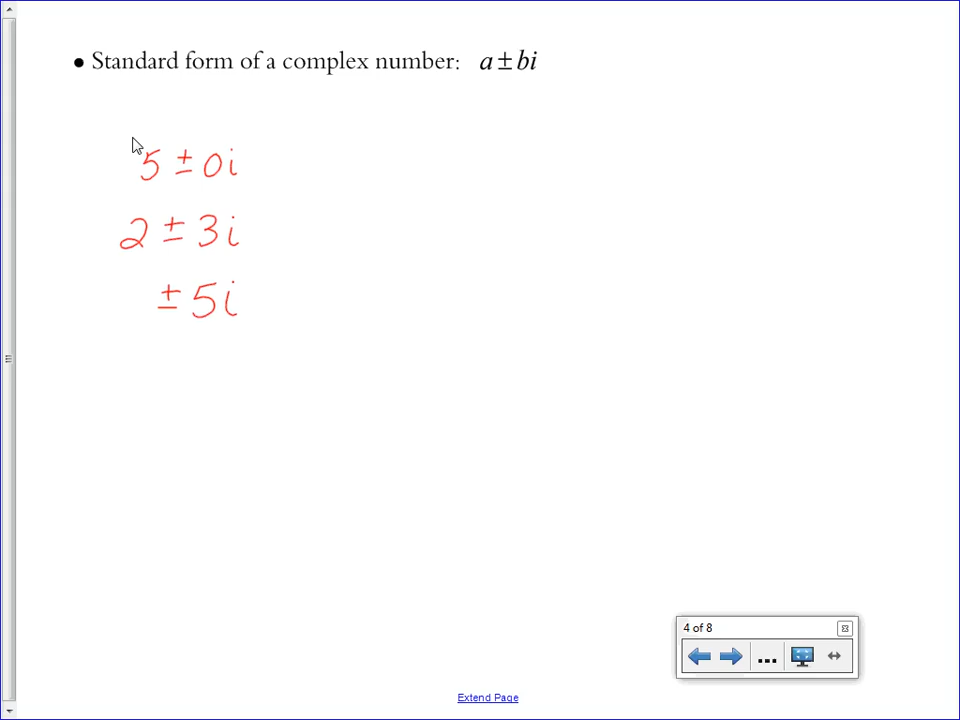 • Standard form of a complex number: a ± bi
5 ± 0i
2 ± 3i
± 5i
4 of 8
...
Extend Page